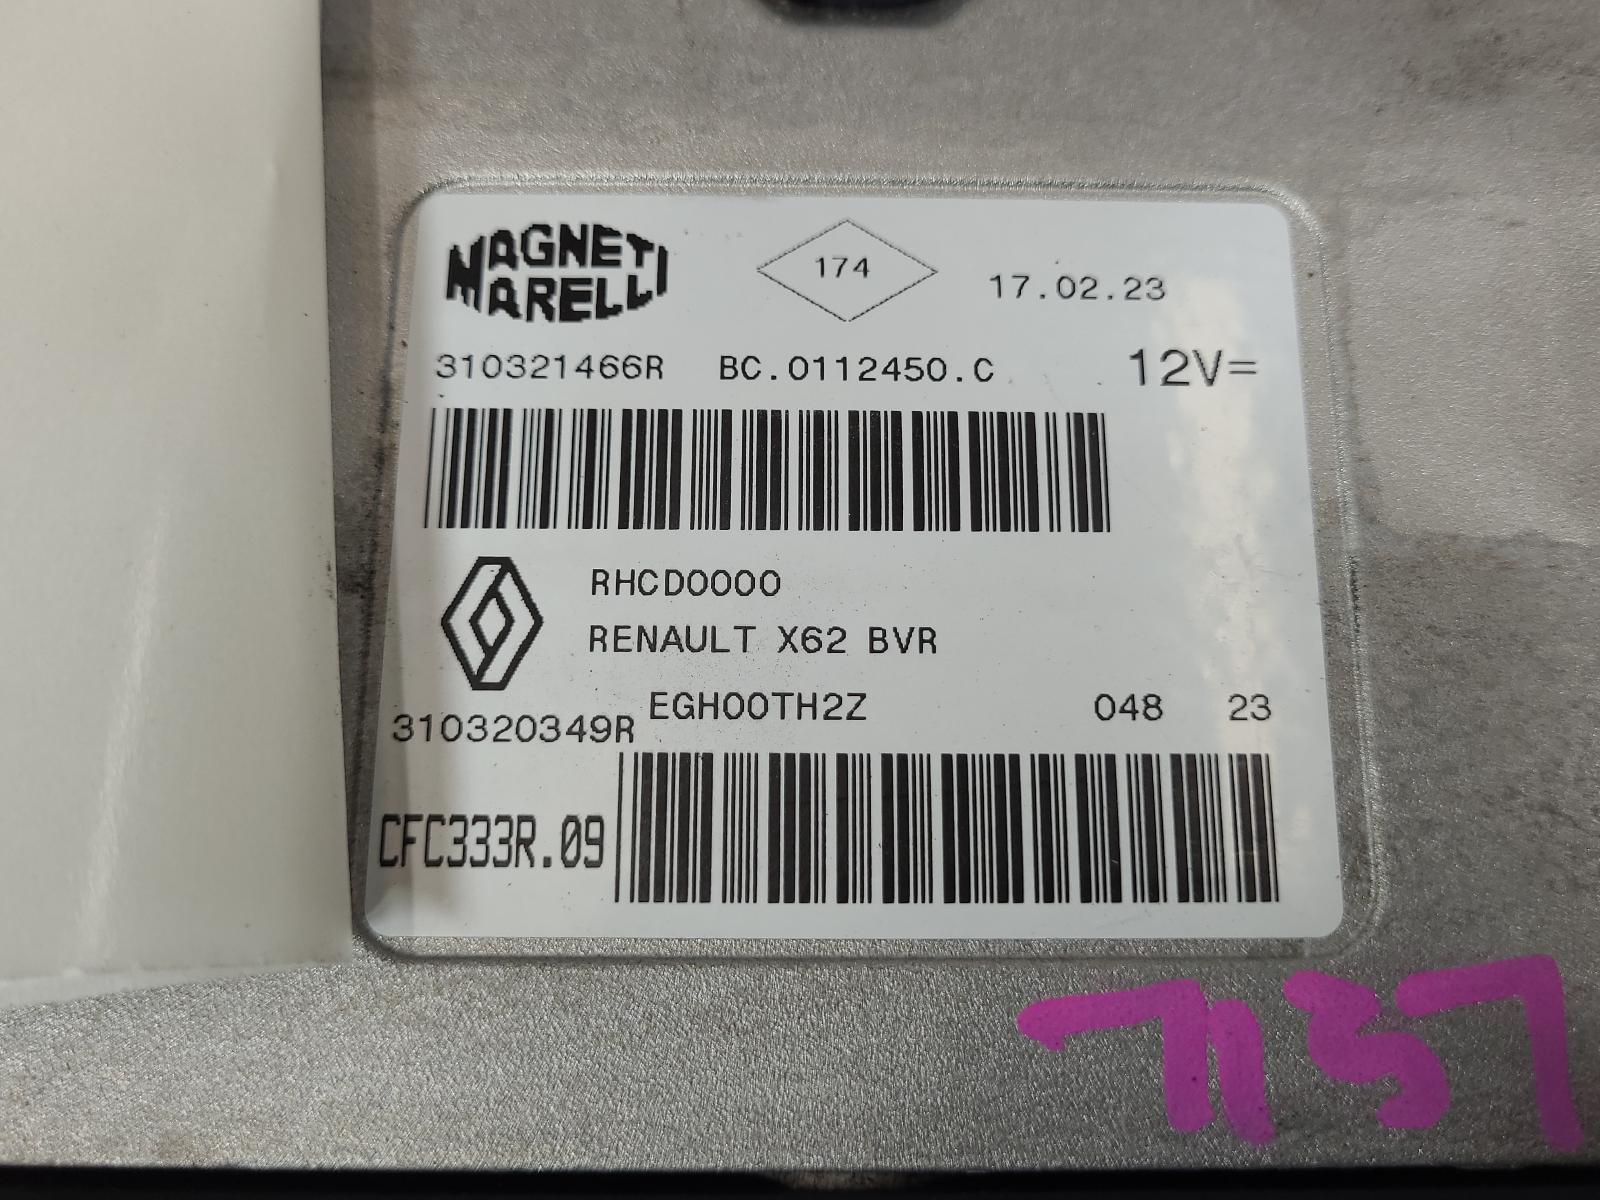 MAGNETI
MARELLI
174
17.02.23
310321466R BC.0112450.C 12V=
RHCD0000
RENAULT X62 BVR
EGH00TH2Z 048 23
310320349R
CFC333R.09
7137